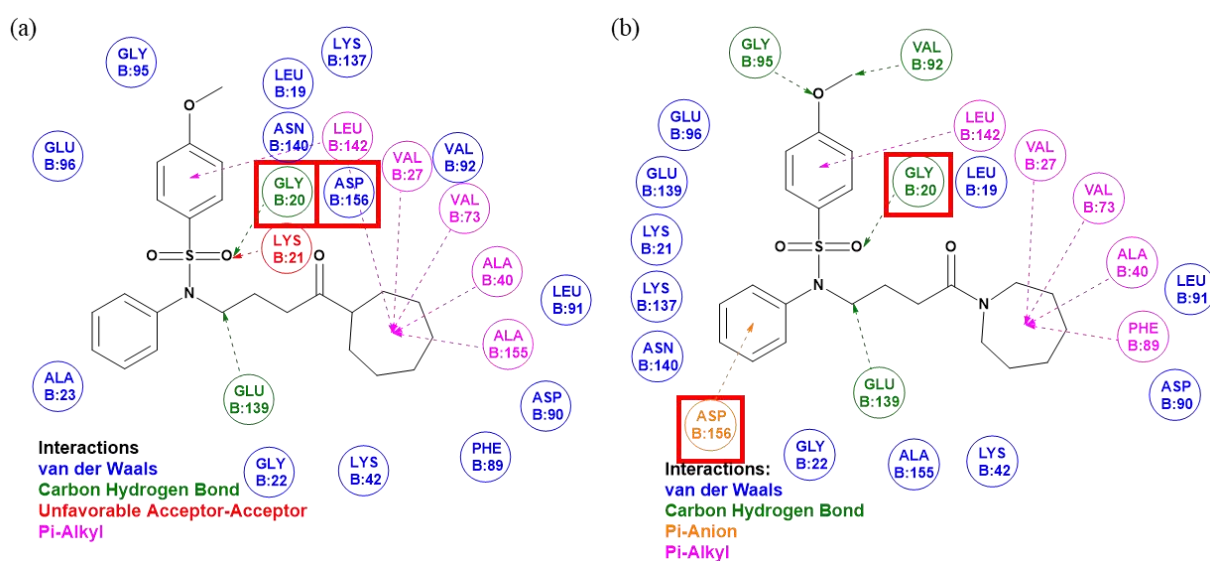 (a)
GLY
B:95
LYS
B:137
LEU
B:19
O
GLU
B:96
ASN
B:140
LEU
B:142
VAL
B:27
VAL
B:92
GLY
B:20
ASP
B:156
VAL
B:73
O S O
LYS
B:21
O
ALA
B:40
N
LEU
B:91
ALA
B:155
ALA
B:23
GLU
B:139
ASP
B:90
GLY
B:22
LYS
B:42
PHE
B:89
Interactions
van der Waals
Carbon Hydrogen Bond
Unfavorable Acceptor-Acceptor
Pi-Alkyl
(b)
GLY
B:95
VAL
B:92
O
GLU
B:96
LEU
B:142
VAL
B:27
GLU
B:139
GLY
B:20
LEU
B:19
VAL
B:73
LYS
B:21
O S O
O
ALA
B:40
LYS
B:137
N
N
LEU
B:91
PHE
B:89
ASN
B:140
GLU
B:139
ASP
B:90
ASP
B:156
GLY
B:22
ALA
B:155
LYS
B:42
Interactions:
van der Waals
Carbon Hydrogen Bond
Pi-Anion
Pi-Alkyl